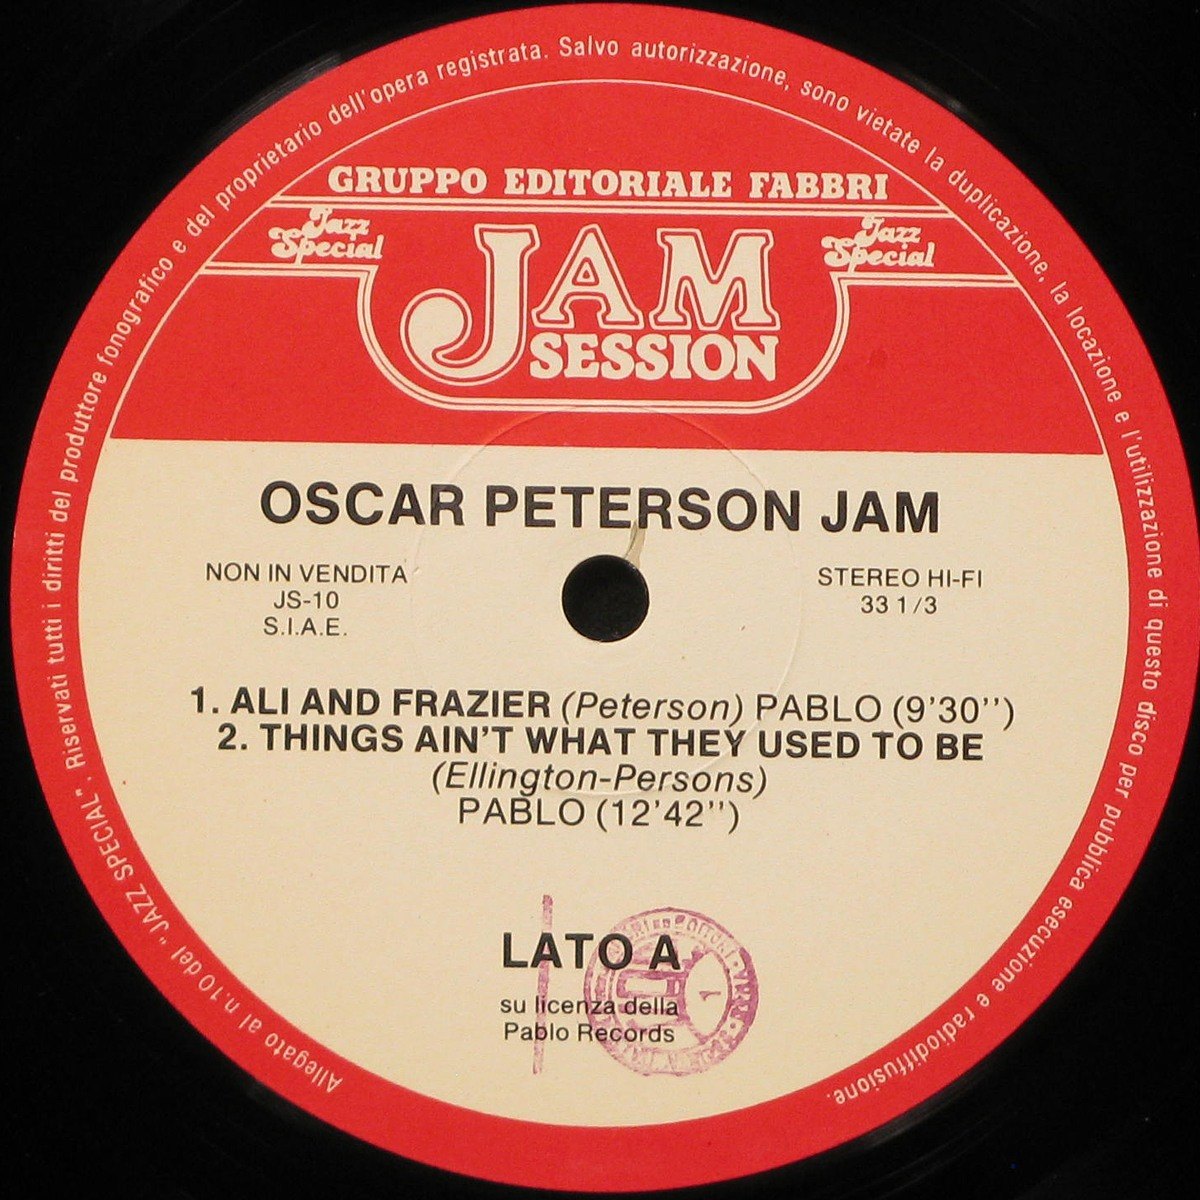 Allegato al n.10 del "JAZZ SPECIAL". Riservati tutti i diritti del produttore fonografico e del proprietario dell'opera registrata. Salvo autorizzazione, sono vietate la duplicazione, la locazione e l'utilizzazione di questo disco per pubblica esecuzione e radiodiffusione.
GRUPPO EDITORIALE FABBRI
Jazz Special
JAM SESSION
Jazz Special
OSCAR PETERSON JAM
NON IN VENDITA
JS-10
S.I.A.E.
STEREO HI-FI
33 1/3
1. ALI AND FRAZIER (Peterson) PABLO (9'30'')
2. THINGS AIN'T WHAT THEY USED TO BE
(Ellington-Persons)
PABLO (12'42'')
LATO A
su licenza della
Pablo Records